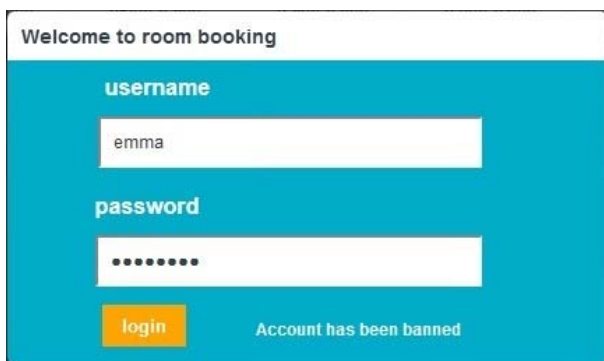 Welcome to room booking
username
emma
password
••••••••
login
Account has been banned